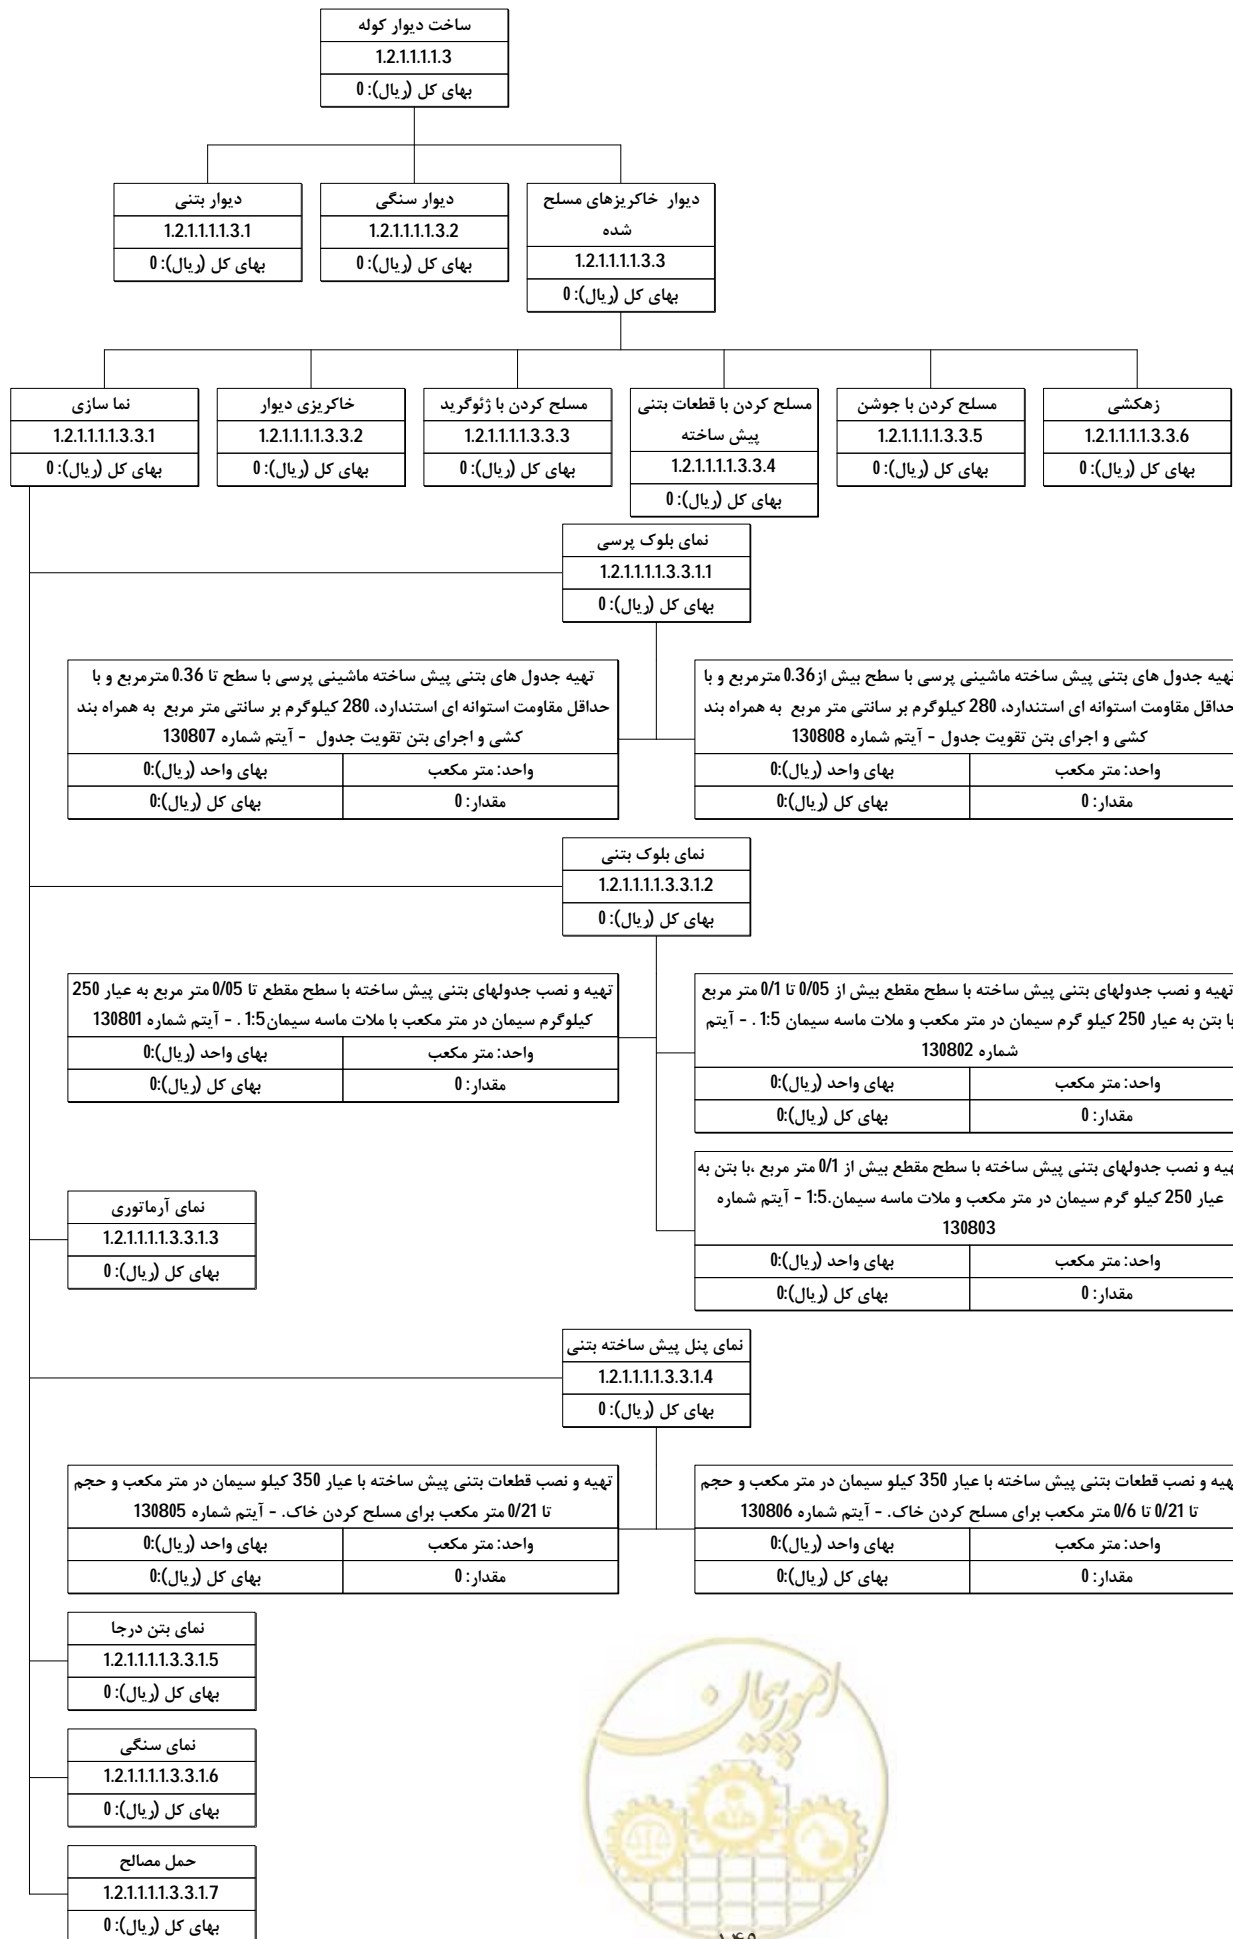 ساخت دیوار کوله
1.2.1.1.1.1.3
بهای کل (ریال): 0
دیوار بتنی
1.2.1.1.1.1.3.1
بهای کل (ریال): 0
دیوار سنگی
1.2.1.1.1.1.3.2
بهای کل (ریال): 0
دیوار خاکریزهای مسلح
شده
1.2.1.1.1.1.3.3
بهای کل (ریال): 0
نما سازی
1.2.1.1.1.1.3.3.1
بهای کل (ریال): 0
خاکریزی دیوار
1.2.1.1.1.1.3.3.2
بهای کل (ریال): 0
مسلح کردن با ژئوگرید
1.2.1.1.1.1.3.3.3
بهای کل (ریال): 0
مسلح کردن با قطعات بتنی
پیش ساخته
1.2.1.1.1.1.3.3.4
بهای کل (ریال): 0
مسلح کردن با جوشن
1.2.1.1.1.1.3.3.5
بهای کل (ریال): 0
زهکشی
1.2.1.1.1.1.3.3.6
بهای کل (ریال): 0
نمای بلوک پرسی
1.2.1.1.1.1.3.3.1.1
بهای کل (ریال): 0
تهیه جدول های بتنی پیش ساخته ماشینی پرسی با سطح تا 0.36 مترمربع و با
حداقل مقاومت استوانه ای استندارد، 280 کیلوگرم بر سانتی متر مربع به همراه بند
کشی و اجرای بتن تقویت جدول - آیتم شماره 130807
واحد: متر مکعب
بهای واحد (ریال):0
مقدار: 0
بهای کل (ریال):0
تهیه جدول های بتنی پیش ساخته ماشینی پرسی با سطح بیش از0.36 مترمربع و با
حداقل مقاومت استوانه ای استندارد، 280 کیلوگرم بر سانتی متر مربع به همراه بند
کشی و اجرای بتن تقویت جدول - آیتم شماره 130808
واحد: متر مکعب
بهای واحد (ریال):0
مقدار: 0
بهای کل (ریال):0
نمای بلوک بتنی
1.2.1.1.1.1.3.3.1.2
بهای کل (ریال): 0
تهیه و نصب جدولهای بتنی پیش ساخته با سطح مقطع تا 0/05 متر مربع به عیار 250
کیلوگرم سیمان در متر مکعب با ملات ماسه سیمان1:5 . - آیتم شماره 130801
واحد: متر مکعب
بهای واحد (ریال):0
مقدار: 0
بهای کل (ریال):0
تهیه و نصب جدولهای بتنی پیش ساخته با سطح مقطع بیش از 0/05 تا 0/1 متر مربع
با بتن به عیار 250 کیلو گرم سیمان در متر مکعب و ملات ماسه سیمان 1:5 . - آیتم
شماره 130802
واحد: متر مکعب
بهای واحد (ریال):0
مقدار: 0
بهای کل (ریال):0
تهیه و نصب جدولهای بتنی پیش ساخته با سطح مقطع بیش از 0/1 متر مربع ،با بتن به
عیار 250 کیلو گرم سیمان در متر مکعب و ملات ماسه سیمان.1:5 - آیتم شماره
130803
واحد: متر مکعب
بهای واحد (ریال):0
مقدار: 0
بهای کل (ریال):0
نمای آرماتوری
1.2.1.1.1.1.3.3.1.3
بهای کل (ریال): 0
نمای پنل پیش ساخته بتنی
1.2.1.1.1.1.3.3.1.4
بهای کل (ریال): 0
تهیه و نصب قطعات بتنی پیش ساخته با عیار 350 کیلو سیمان در متر مکعب و حجم
تا 0/21 متر مکعب برای مسلح کردن خاک. - آیتم شماره 130805
واحد: متر مکعب
بهای واحد (ریال):0
مقدار: 0
بهای کل (ریال):0
تهیه و نصب قطعات بتنی پیش ساخته با عیار 350 کیلو سیمان در متر مکعب و حجم
تا 0/21 تا 0/6 متر مکعب برای مسلح کردن خاک. - آیتم شماره 130806
واحد: متر مکعب
بهای واحد (ریال):0
مقدار: 0
بهای کل (ریال):0
نمای بتن درجا
1.2.1.1.1.1.3.3.1.5
بهای کل (ریال): 0
نمای سنگی
1.2.1.1.1.1.3.3.1.6
بهای کل (ریال): 0
حمل مصالح
1.2.1.1.1.1.3.3.1.7
بهای کل (ریال): 0
امور پیمان